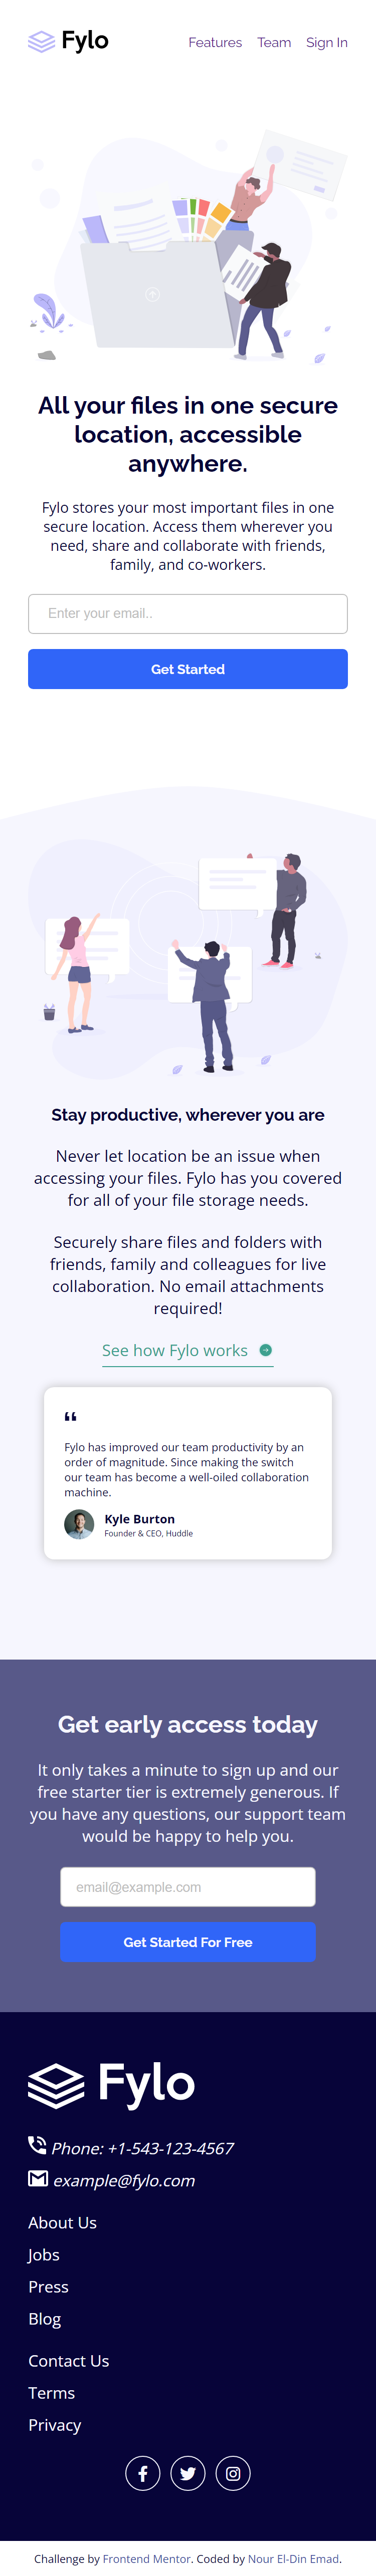 Fylo
Features Team Sign In
All your files in one secure
location, accessible
anywhere.
Fylo stores your most important files in one
secure location. Access them wherever you
need, share and collaborate with friends,
family, and co-workers.
Enter your email..
Get Started
Stay productive, wherever you are
Never let location be an issue when
accessing your files. Fylo has you covered
for all of your file storage needs.
Securely share files and folders with
friends, family and colleagues for live
collaboration. No email attachments
required!
See how Fylo works
“
Fylo has improved our team productivity by an
order of magnitude. Since making the switch
our team has become a well-oiled collaboration
machine.
Kyle Burton
Founder & CEO, Huddle
Get early access today
It only takes a minute to sign up and our
free starter tier is extremely generous. If
you have any questions, our support team
would be happy to help you.
email@example.com
Get Started For Free
Fylo
Phone: +1-543-123-4567
example@fylo.com
About Us
Jobs
Press
Blog
Contact Us
Terms
Privacy
Challenge by Frontend Mentor. Coded by Nour El-Din Emad.